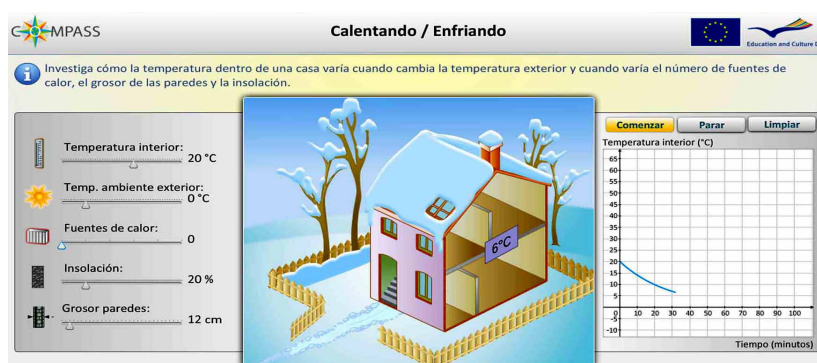 COMPASS
Calentando / Enfriando
Education and Culture
Investiga cómo la temperatura dentro de una casa varía cuando cambia la temperatura exterior y cuando varía el número de fuentes de
calor, el grosor de las paredes y la insolación.
Temperatura interior:
20 °C
Temp. ambiente exterior:
0 °C
Fuentes de calor:
0
Insolación:
20 %
Grosor paredes:
12 cm
6°C
Comenzar Parar Limpiar
Temperatura interior (°C)
65
60
55
50
45
40
35
30
25
20
15
10
5
0 10 20 30 40 50 60 70 80 90 100
-5
-10
Tiempo (minutos)